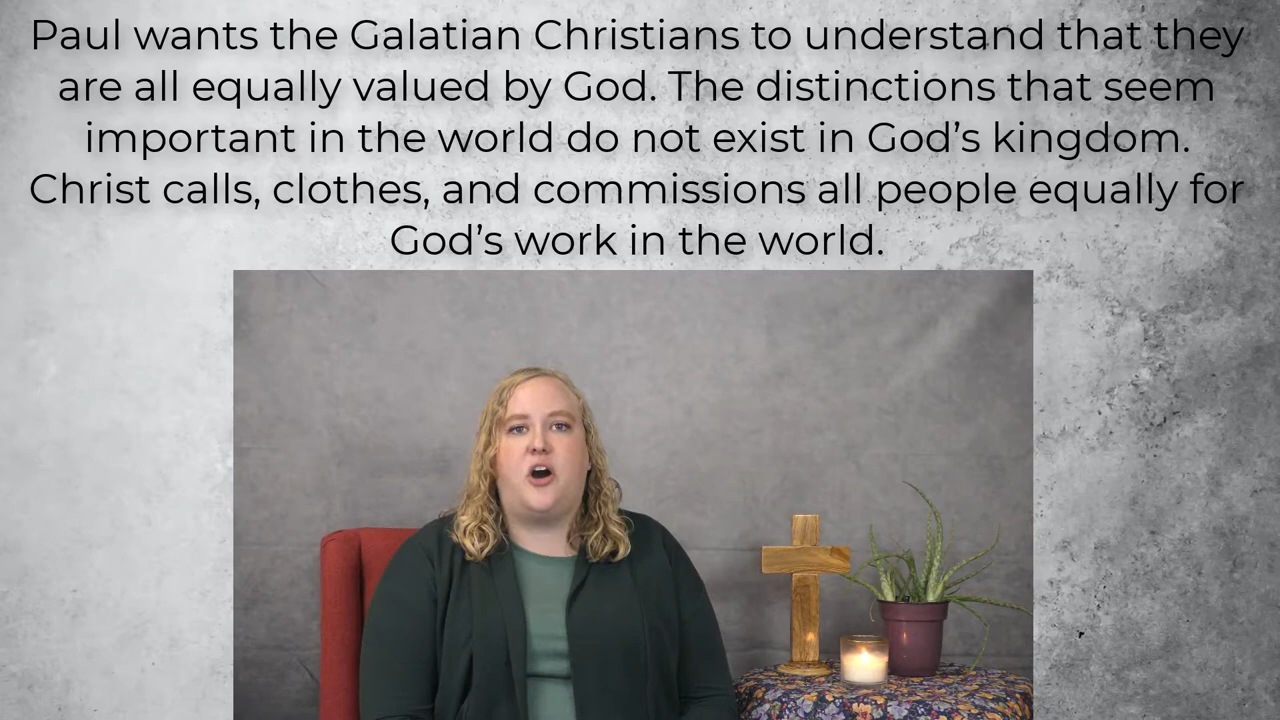 Paul wants the Galatian Christians to understand that they
are all equally valued by God. The distinctions that seem
important in the world do not exist in God’s kingdom.
Christ calls, clothes, and commissions all people equally for
God’s work in the world.